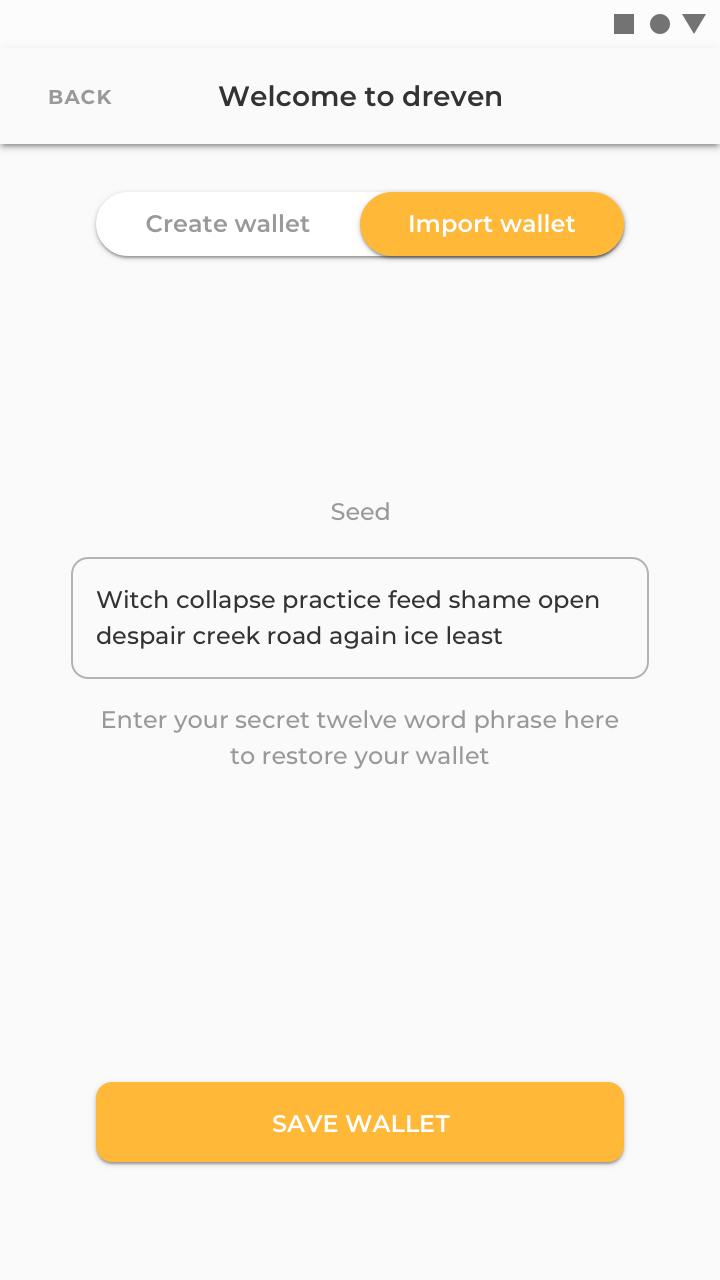 BACK
Welcome to dreven
Create wallet
Import wallet
Seed
Witch collapse practice feed shame open
despair creek road again ice least
Enter your secret twelve word phrase here
to restore your wallet
SAVE WALLET